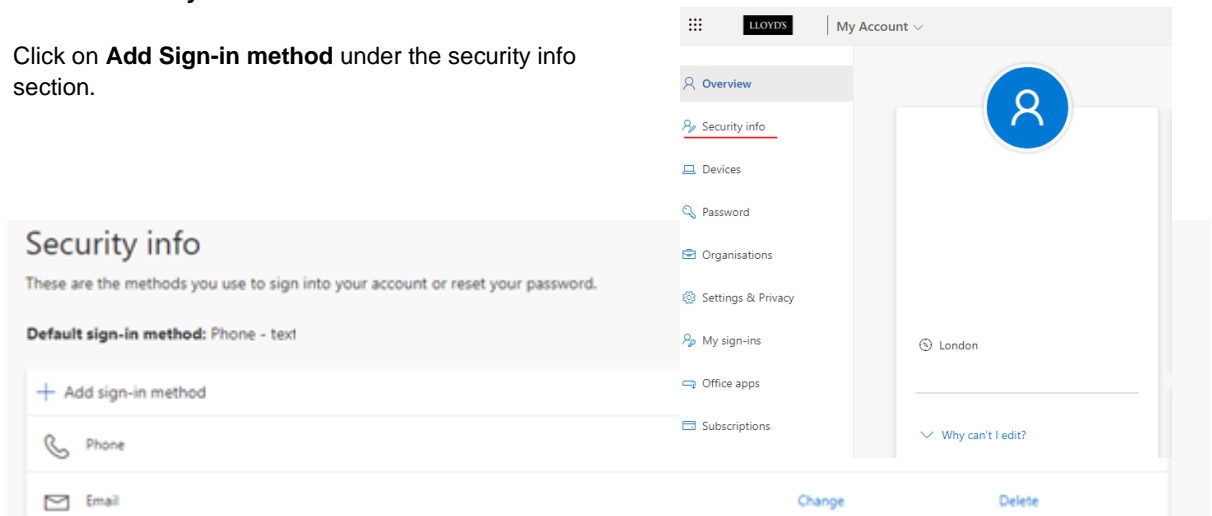 Click on Add Sign-in method under the security info
section.
LLOYD'S
My Account
Overview
Security info
Devices
Password
Organisations
Settings & Privacy
My sign-ins
Office apps
Subscriptions
London
Why can't I edit?
Security info
These are the methods you use to sign into your account or reset your password.
Default sign-in method: Phone - text
Add sign-in method
Phone
Email Change Delete